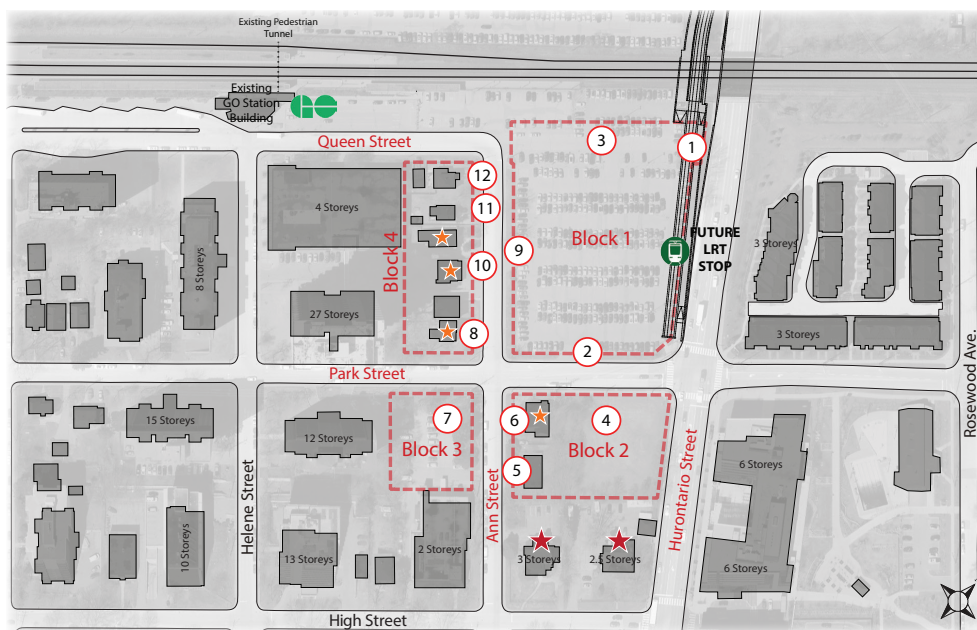 Existing Pedestrian
Tunnel
Existing
GO Station
Building
GO
Queen Street
3
1
12
4 Storeys
11
Block 4
Block 1
9
10
FUTURE
LRT
STOP
3 Storeys
8 Storeys
27 Storeys
8
2
3 Storeys
Park Street
Rosewood Ave.
15 Storeys
12 Storeys
7
Block 3
6
4
Block 2
5
6 Storeys
Helene Street
Ann Street
Hurontario Street
10 Storeys
13 Storeys
2 Storeys
3 Storeys
2.5 Storeys
6 Storeys
High Street